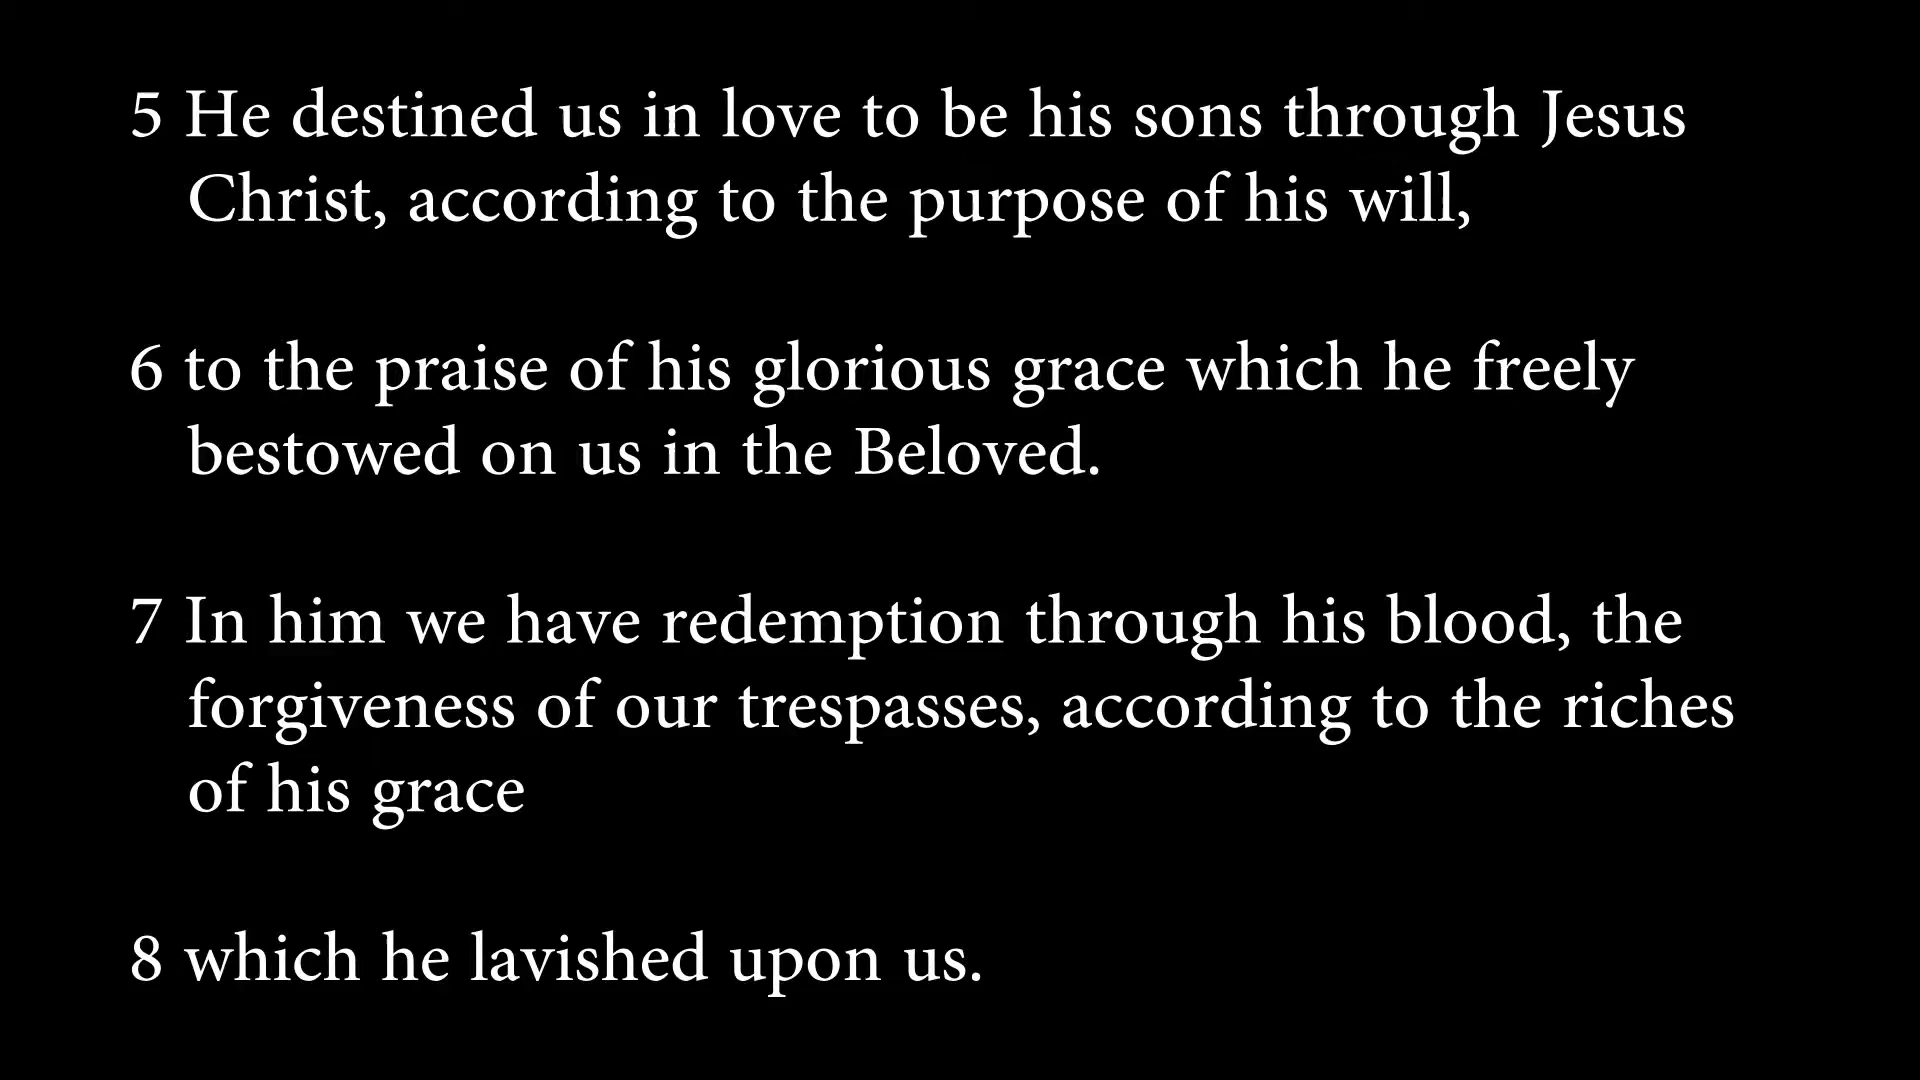 5 He destined us in love to be his sons through Jesus
Christ, according to the purpose of his will,
6 to the praise of his glorious grace which he freely
bestowed on us in the Beloved.
7 In him we have redemption through his blood, the
forgiveness of our trespasses, according to the riches
of his grace
8 which he lavished upon us.